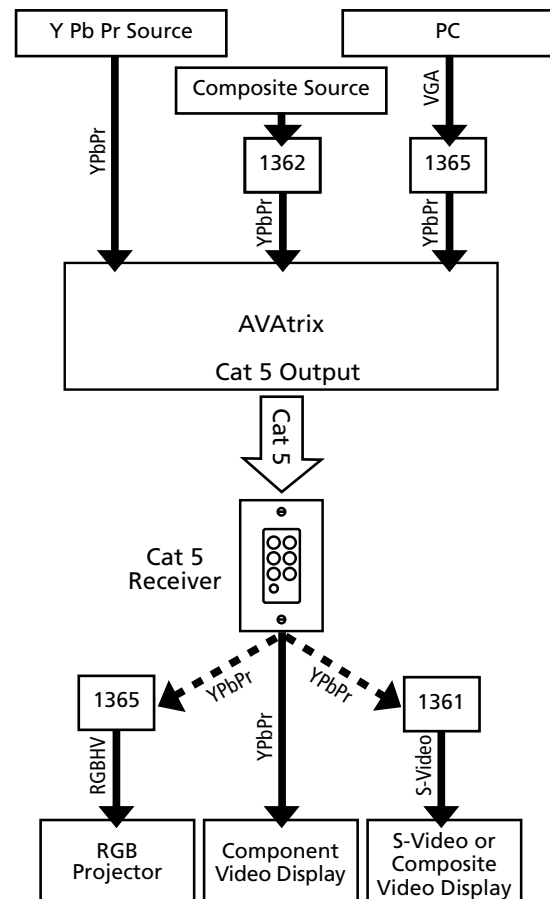 Y Pb Pr Source
PC
Composite Source
VGA
YPbPr
1362
1365
YPbPr
YPbPr
AVAtrix
Cat 5 Output
Cat 5
Cat 5
Receiver
YPbPr
YPbPr
1365
1361
RGBHV
YPbPr
S-Video
RGB
Projector
Component
Video Display
S-Video or
Composite
Video Display